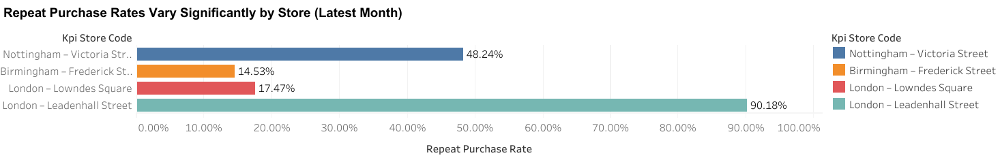 Repeat Purchase Rates Vary Significantly by Store (Latest Month)
Kpi Store Code
Nottingham – Victoria Str.. 48.24%
Birmingham – Frederick St.. 14.53%
London – Lowndes Square 17.47%
London – Leadenhall Street 90.18%
0.00% 10.00% 20.00% 30.00% 40.00% 50.00% 60.00% 70.00% 80.00% 90.00% 100.00%
Repeat Purchase Rate
Kpi Store Code
Nottingham – Victoria Street
Birmingham – Frederick Street
London – Lowndes Square
London – Leadenhall Street